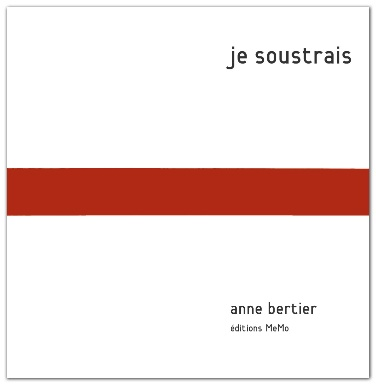 je soustrais
anne bertier
éditions MeMo